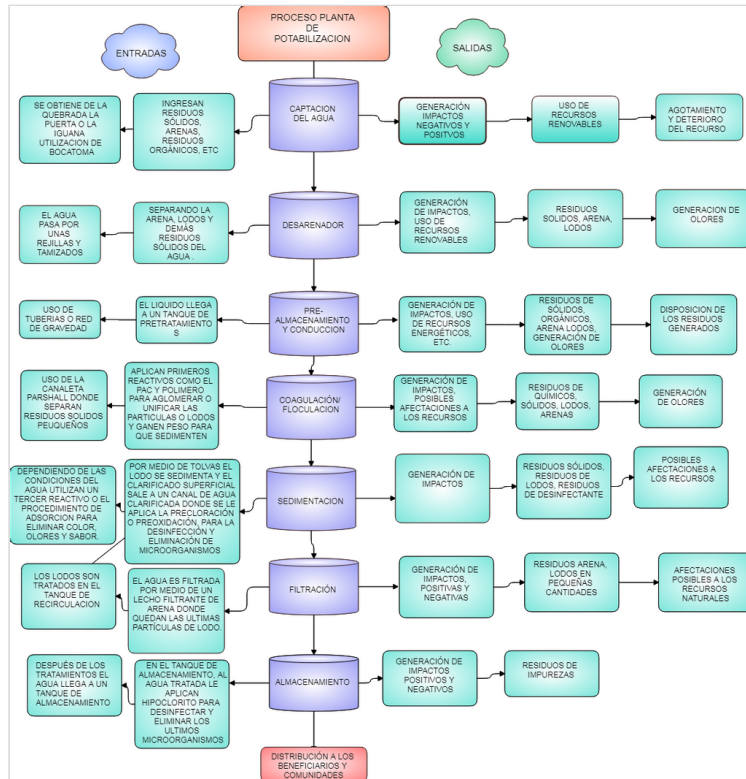 PROCESO PLANTA
DE
POTABILIZACION
ENTRADAS
SALIDAS
SE OBTIENE DE LA
QUEBRADA LA
PUERTA O LA
IGUANA
UTILIZACION DE
BOCATOMA
INGRESAN
RESIDUOS
SÓLIDOS,
ARENAS,
RESIDUOS
ORGÁNICOS, ETC
CAPTACION
DEL AGUA
GENERACIÓN
IMPACTOS
NEGATIVOS Y
POSITVOS
USO DE
RECURSOS
RENOVABLES
AGOTAMIENTO
Y DETERIORO
DEL RECURSO
EL AGUA
PASA POR
UNAS
REJILLAS Y
TAMIZADOS
SEPARANDO LA
ARENA, LODOS Y
DEMÁS
RESIDUOS
SÓLIDOS DEL
AGUA .
DESARENADOR
GENERACIÓN
DE IMPACTOS,
USO DE
RECURSOS
RENOVABLES
RESIDUOS
SOLIDOS, ARENA,
LODOS
GENERACION DE
OLORES
USO DE
TUBERIAS O RED
DE GRAVEDAD
EL LIQUIDO LLEGA
A UN TANQUE DE
PRETRATAMIENTO
S
PRE-
ALMACENAMIENTO
Y CONDUCCION
GENERACIÓN DE
IMPACTOS, USO
DE RECURSOS
ENERGÉTICOS,
ETC.
RESIDUOS DE
SÓLIDOS,
ORGÁNICOS,
ARENA LODOS,
GENERACIÓN DE
OLORES
DISPOSICION DE
LOS RESIDUOS
GENERADOS
USO DE LA
CANALETA
PARSHALL DONDE
SEPARAN
RESIDUOS SOLIDOS
PEUQUEÑOS
APLICAN PRIMEROS
REACTIVOS COMO EL
PAC Y POLIMERO
PARA AGLOMERAR O
UNIFICAR LAS
PARTICULAS O LODOS
Y GANEN PESO PARA
QUE SEDIMENTEN
COAGULACIÓN/
FLOCULACION
GENERACIÓN DE
IMPACTOS,
POSIBLES
AFECTACIONES A
LOS RECURSOS
RESIDUOS DE
QUÍMICOS,
SÓLIDOS, LODOS,
ARENAS
GENERACIÓN
DE OLORES
DEPENDIENDO DE LAS
CONDICIONES DEL
AGUA UTILIZAN UN
TERCER REACTIVO O EL
PROCEDIMIENTO DE
ADSORCION PARA
ELIMINAR COLOR,
OLORES Y SABOR.
POR MEDIO DE TOLVAS EL
LODO SE SEDIMENTA Y EL
CLARIFICADO SUPERFICIAL
SALE A UN CANAL DE AGUA
CLARIFICADA DONDE SE LE
APLICA LA PRECLORACIÓN O
PREOXIDACIÓN, PARA LA
DESINFECCIÓN Y
ELIMINACIÓN DE
MICROORGANISMOS
SEDIMENTACION
GENERACIÓN DE
IMPACTOS
RESIDUOS SÓLIDOS,
RESIDUOS DE
LODOS, RESIDUOS
DE DESINFECTANTE
POSIBLES
AFECTACIONES A
LOS RECURSOS
LOS LODOS SON
TRATADOS EN EL
TANQUE DE
RECIRCULACION
EL AGUA ES FILTRADA
POR MEDIO DE UN
LECHO FILTRANTE DE
ARENA DONDE
QUEDAN LAS ULTIMAS
PARTÍCULAS DE LODO.
FILTRACIÓN
GENERACIÓN DE
IMPACTOS,
POSITIVAS Y
NEGATIVAS
RESIDUOS ARENA,
LODOS EN
PEQUEÑAS
CANTIDADES
AFECTACIONES
POSIBLES A LOS
RECURSOS
NATURALES
DESPUÉS DE LOS
TRATAMIENTOS EL
AGUA LLEGA A UN
TANQUE DE
ALMACENAMIENTO
EN EL TANQUE DE
ALMACENAMIENTO, AL
AGUA TRATADA LE
APLICAN HIPOCLORITO
PARA DESINFECTAR Y
ELIMINAR LOS
ULTIMOS
MICROORGANISMOS
ALMACENAMIENTO
GENERACIÓN DE
IMPACTOS
POSITIVOS Y
NEGATIVOS
RESIDUOS DE
IMPUREZAS
DISTRIBUCIÓN A LOS
BENEFICIARIOS Y
COMUNIDADES